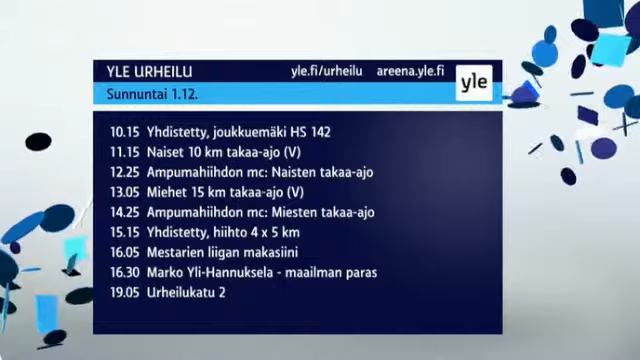 YLE URHEILU yle.fi/urheilu areena.yle.fi yle
Sunnuntai 1.12.
10.15 Yhdistetty, joukkuemäki HS 142
11.15 Naiset 10 km takaa-ajo (V)
12.25 Ampumahiihdon mc: Naisten takaa-ajo
13.05 Miehet 15 km takaa-ajo (V)
14.25 Ampumahiihdon mc: Miesten takaa-ajo
15.15 Yhdistetty, hiihto 4 x 5 km
16.05 Mestarien liigan makasiini
16.30 Marko Yli-Hannuksela - maailman paras
19.05 Urheilukatu 2